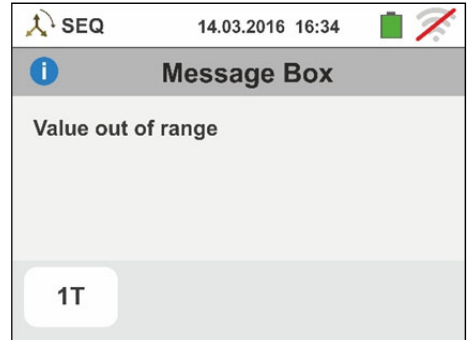 SEQ 14.03.2016 16:34
Message Box
Value out of range
1T